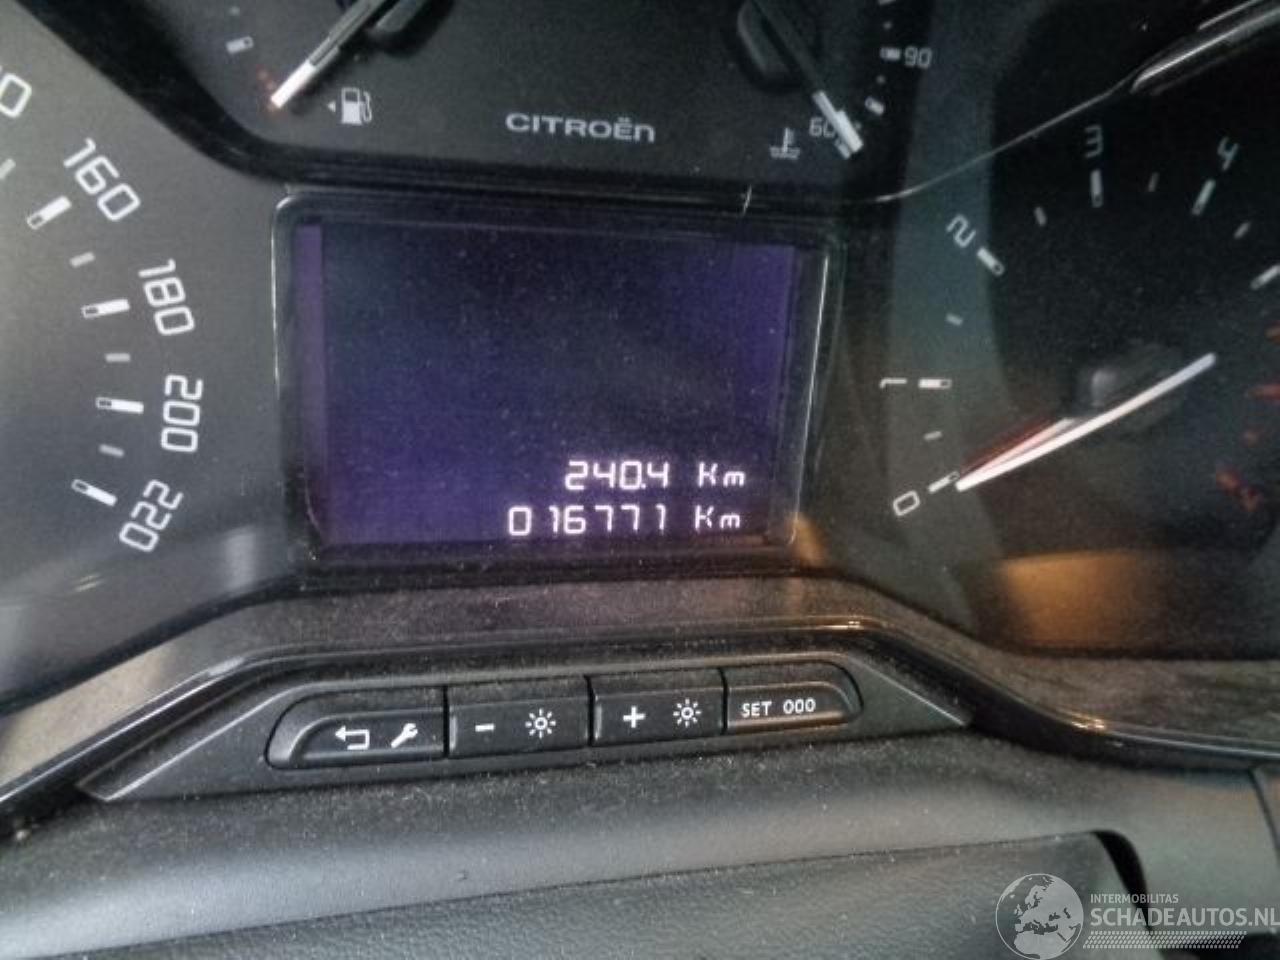 90
CITROËN
60
160
180
200
220
3
4
2
1
0
240.4 Km
016771 Km
SET 000
INTERMOBILITAS
SCHADEAUTOS.NL